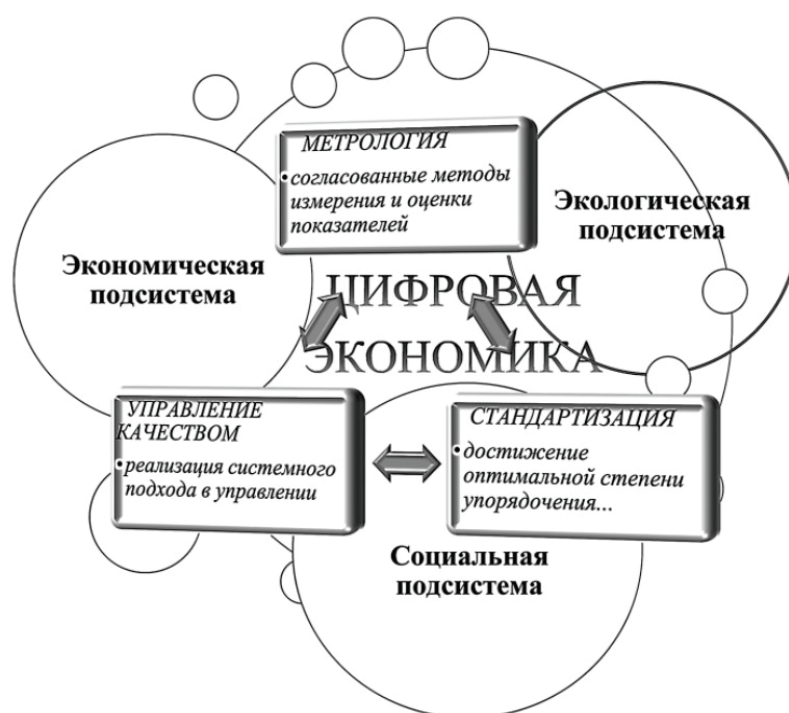 МЕТРОЛОГИЯ
• согласованные методы
измерения и оценки
показателей
Экологическая
подсистема
Экономическая
подсистема
ЦИФРОВАЯ
ЭКОНОМИКА
УПРАВЛЕНИЕ
КАЧЕСТВОМ
• реализация системного
подхода в управлении
СТАНДАРТИЗАЦИЯ
• достижение
оптимальной степени
упорядочения...
Социальная
подсистема